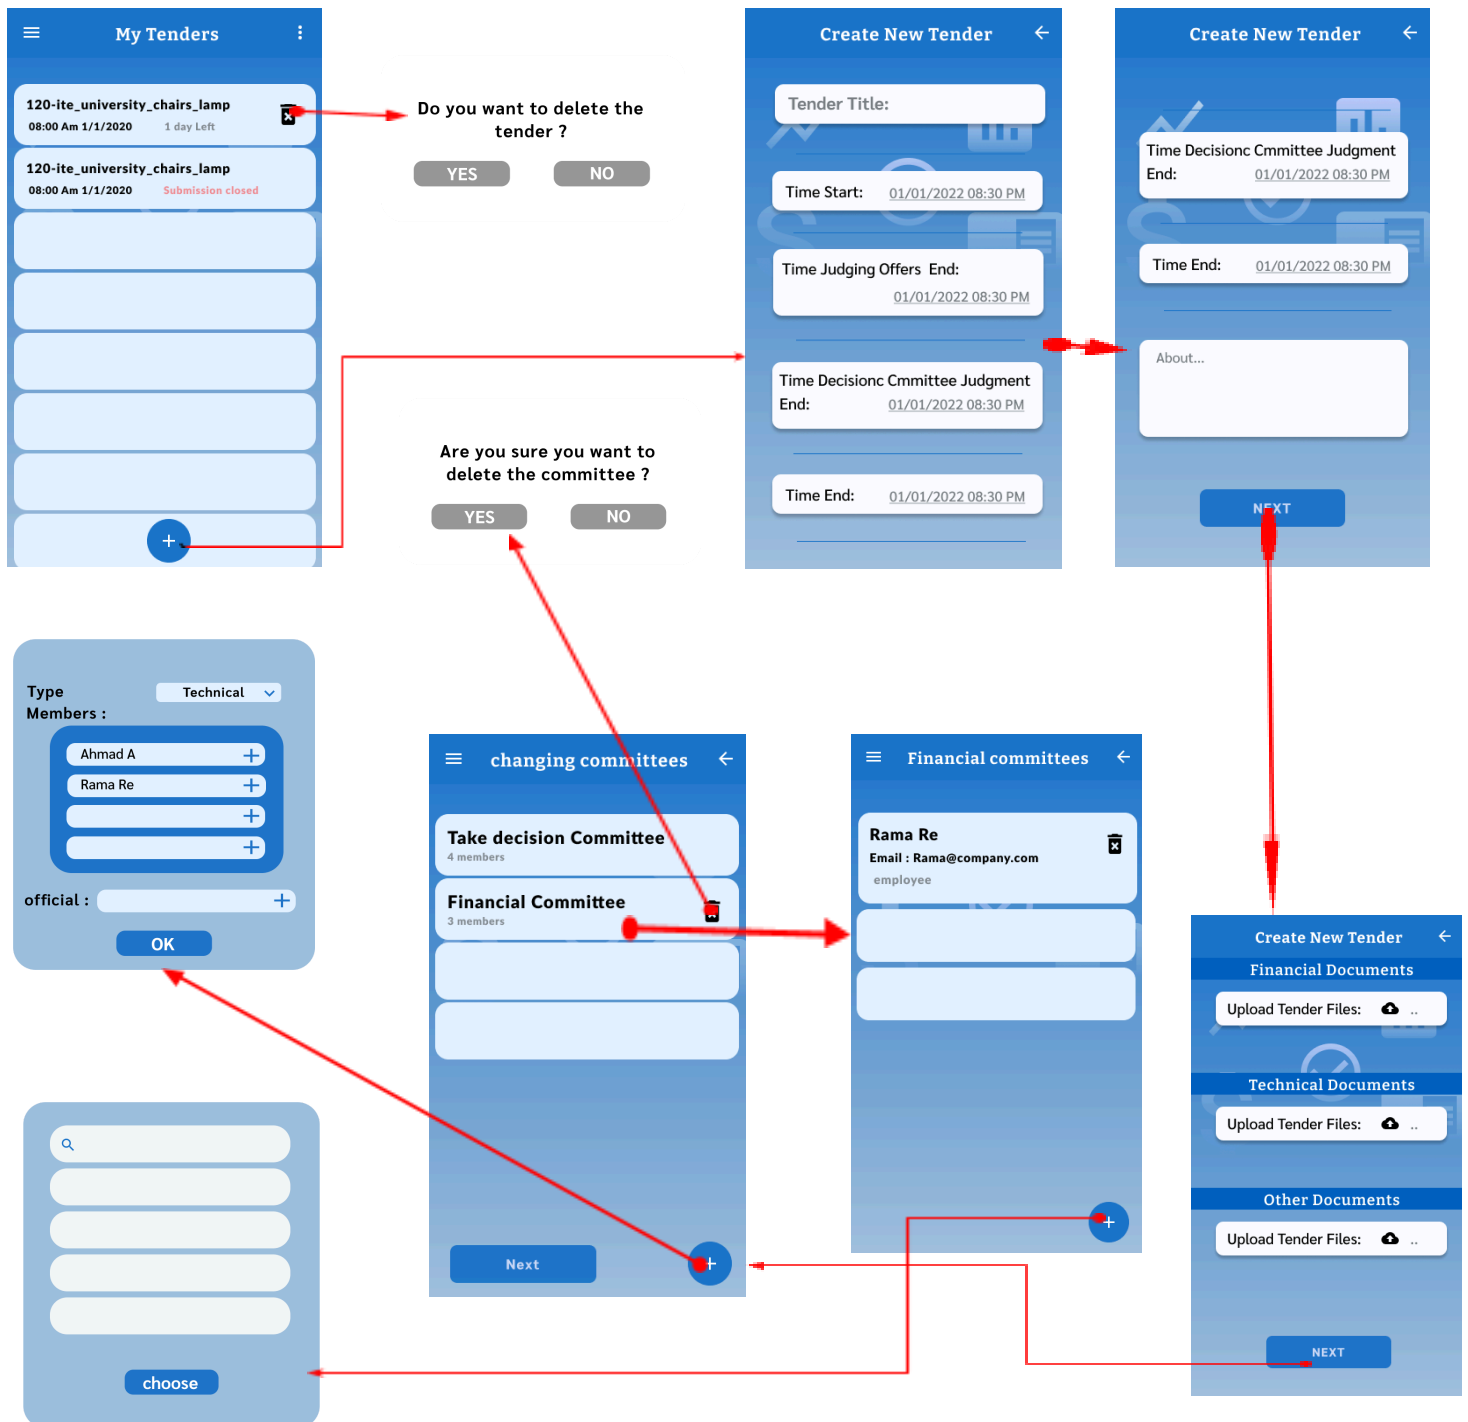 My Tenders
120-ite_university_chairs_lamp
08:00 Am 1/1/2020 1 day Left
120-ite_university_chairs_lamp
08:00 Am 1/1/2020 Submission closed
Do you want to delete the
tender ?
YES NO
Create New Tender
Tender Title:
Time Start: 01/01/2022 08:30 PM
Time Judging Offers End:
01/01/2022 08:30 PM
Time Decisionc Cmmittee Judgment
End: 01/01/2022 08:30 PM
Time End: 01/01/2022 08:30 PM
Create New Tender
Time Decisionc Cmmittee Judgment
End: 01/01/2022 08:30 PM
Time End: 01/01/2022 08:30 PM
About...
NEXT
Are you sure you want to
delete the committee ?
YES NO
Type Technical
Members :
Ahmad A
Rama Re
official :
OK
changing committees
Take decision Committee
4 members
Financial Committee
3 members
Next
Financial committees
Rama Re
Email : Rama@company.com
employee
Create New Tender
Financial Documents
Upload Tender Files: ..
Technical Documents
Upload Tender Files: ..
Other Documents
Upload Tender Files: ..
NEXT
choose